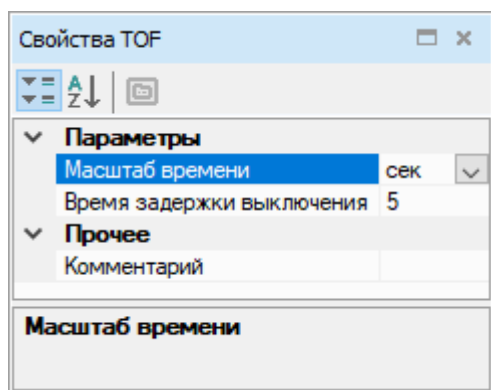 Свойства TOF
A
Z
Параметры
Масштаб времени сек
Время задержки выключения 5
Прочее
Комментарий
Масштаб времени